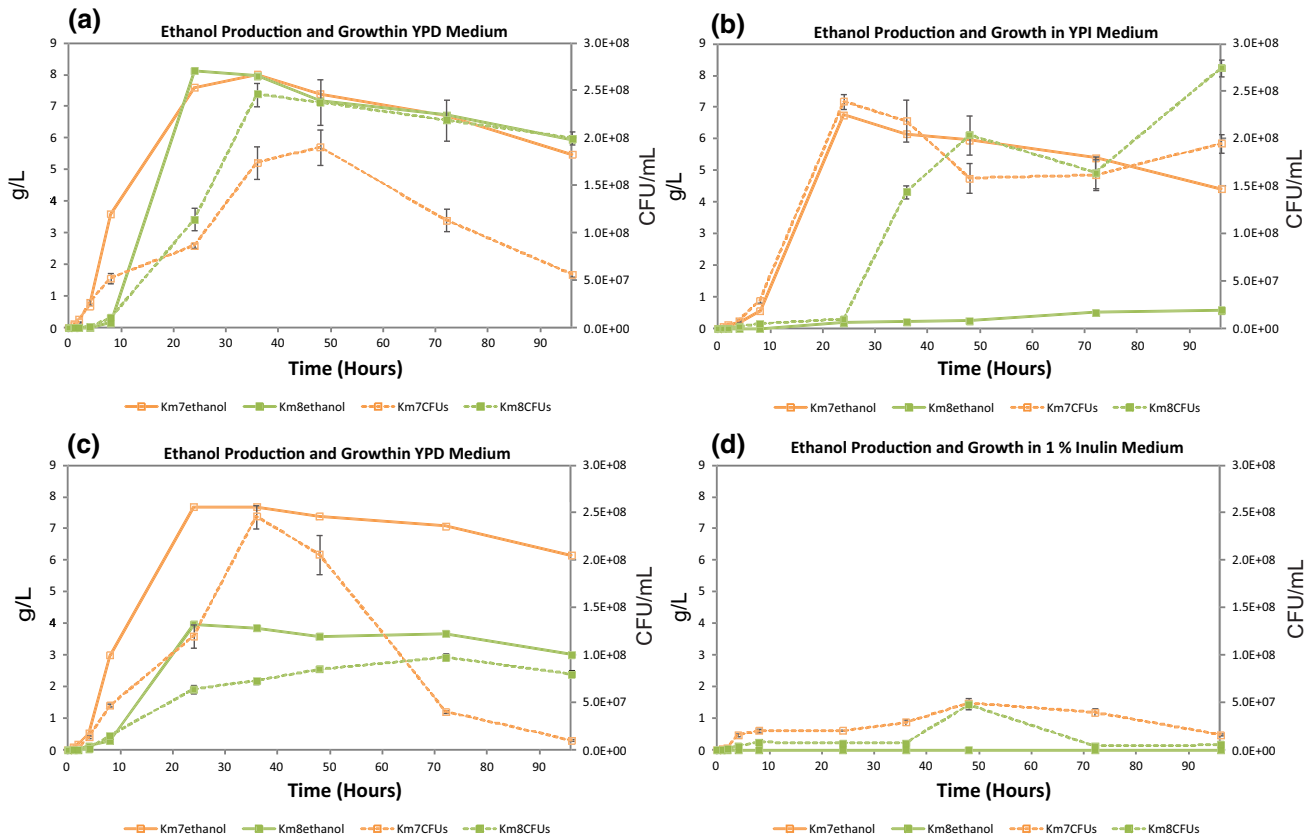 (a)
Ethanol Production and Growthin YPD Medium
9
8
7
6
5
4
3
2
1
0
g/L
3.0E+08
2.5E+08
2.0E+08
1.5E+08
1.0E+08
5.0E+07
0.0E+00
CFU/mL
0 10 20 30 40 50 60 70 80 90
Time (Hours)
Km7ethanol Km8ethanol Km7CFUs Km8CFUs
(b)
Ethanol Production and Growth in YPI Medium
9
8
7
6
5
4
3
2
1
0
g/L
3.0E+08
2.5E+08
2.0E+08
1.5E+08
1.0E+08
5.0E+07
0.0E+00
CFU/mL
0 10 20 30 40 50 60 70 80 90
Time (Hours)
Km7ethanol Km8ethanol Km7CFUs Km8CFUs
(c)
Ethanol Production and Growthin YPD Medium
9
8
7
6
5
4
3
2
1
0
g/L
3.0E+08
2.5E+08
2.0E+08
1.5E+08
1.0E+08
5.0E+07
0.0E+00
CFU/mL
0 10 20 30 40 50 60 70 80 90
Time (Hours)
Km7ethanol Km8ethanol Km7CFUs Km8CFUs
(d)
Ethanol Production and Growth in 1 % Inulin Medium
9
8
7
6
5
4
3
2
1
0
g/L
3.0E+08
2.5E+08
2.0E+08
1.5E+08
1.0E+08
5.0E+07
0.0E+00
CFU/mL
0 10 20 30 40 50 60 70 80 90
Time (Hours)
Km7ethanol Km8ethanol Km7CFUs Km8CFUs